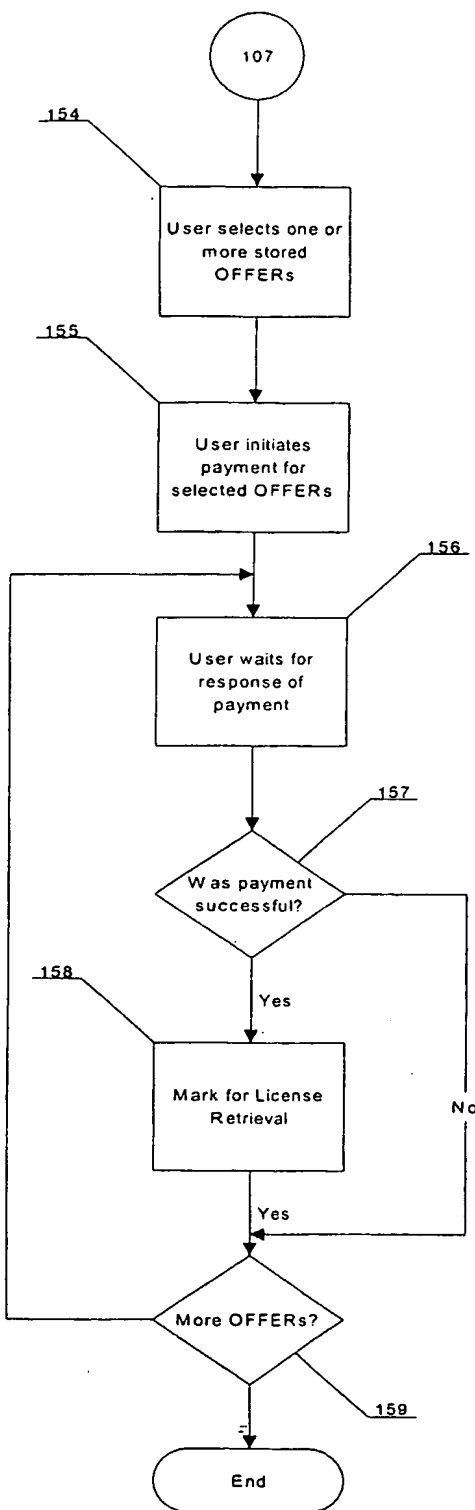 107
154
User selects one or
more stored
OFFERs
155
User initiates
payment for
selected OFFERs
156
User waits for
response of
payment
157
Was payment
successful?
158
Yes
Mark for License
Retrieval
No
Yes
More OFFERs?
159
End